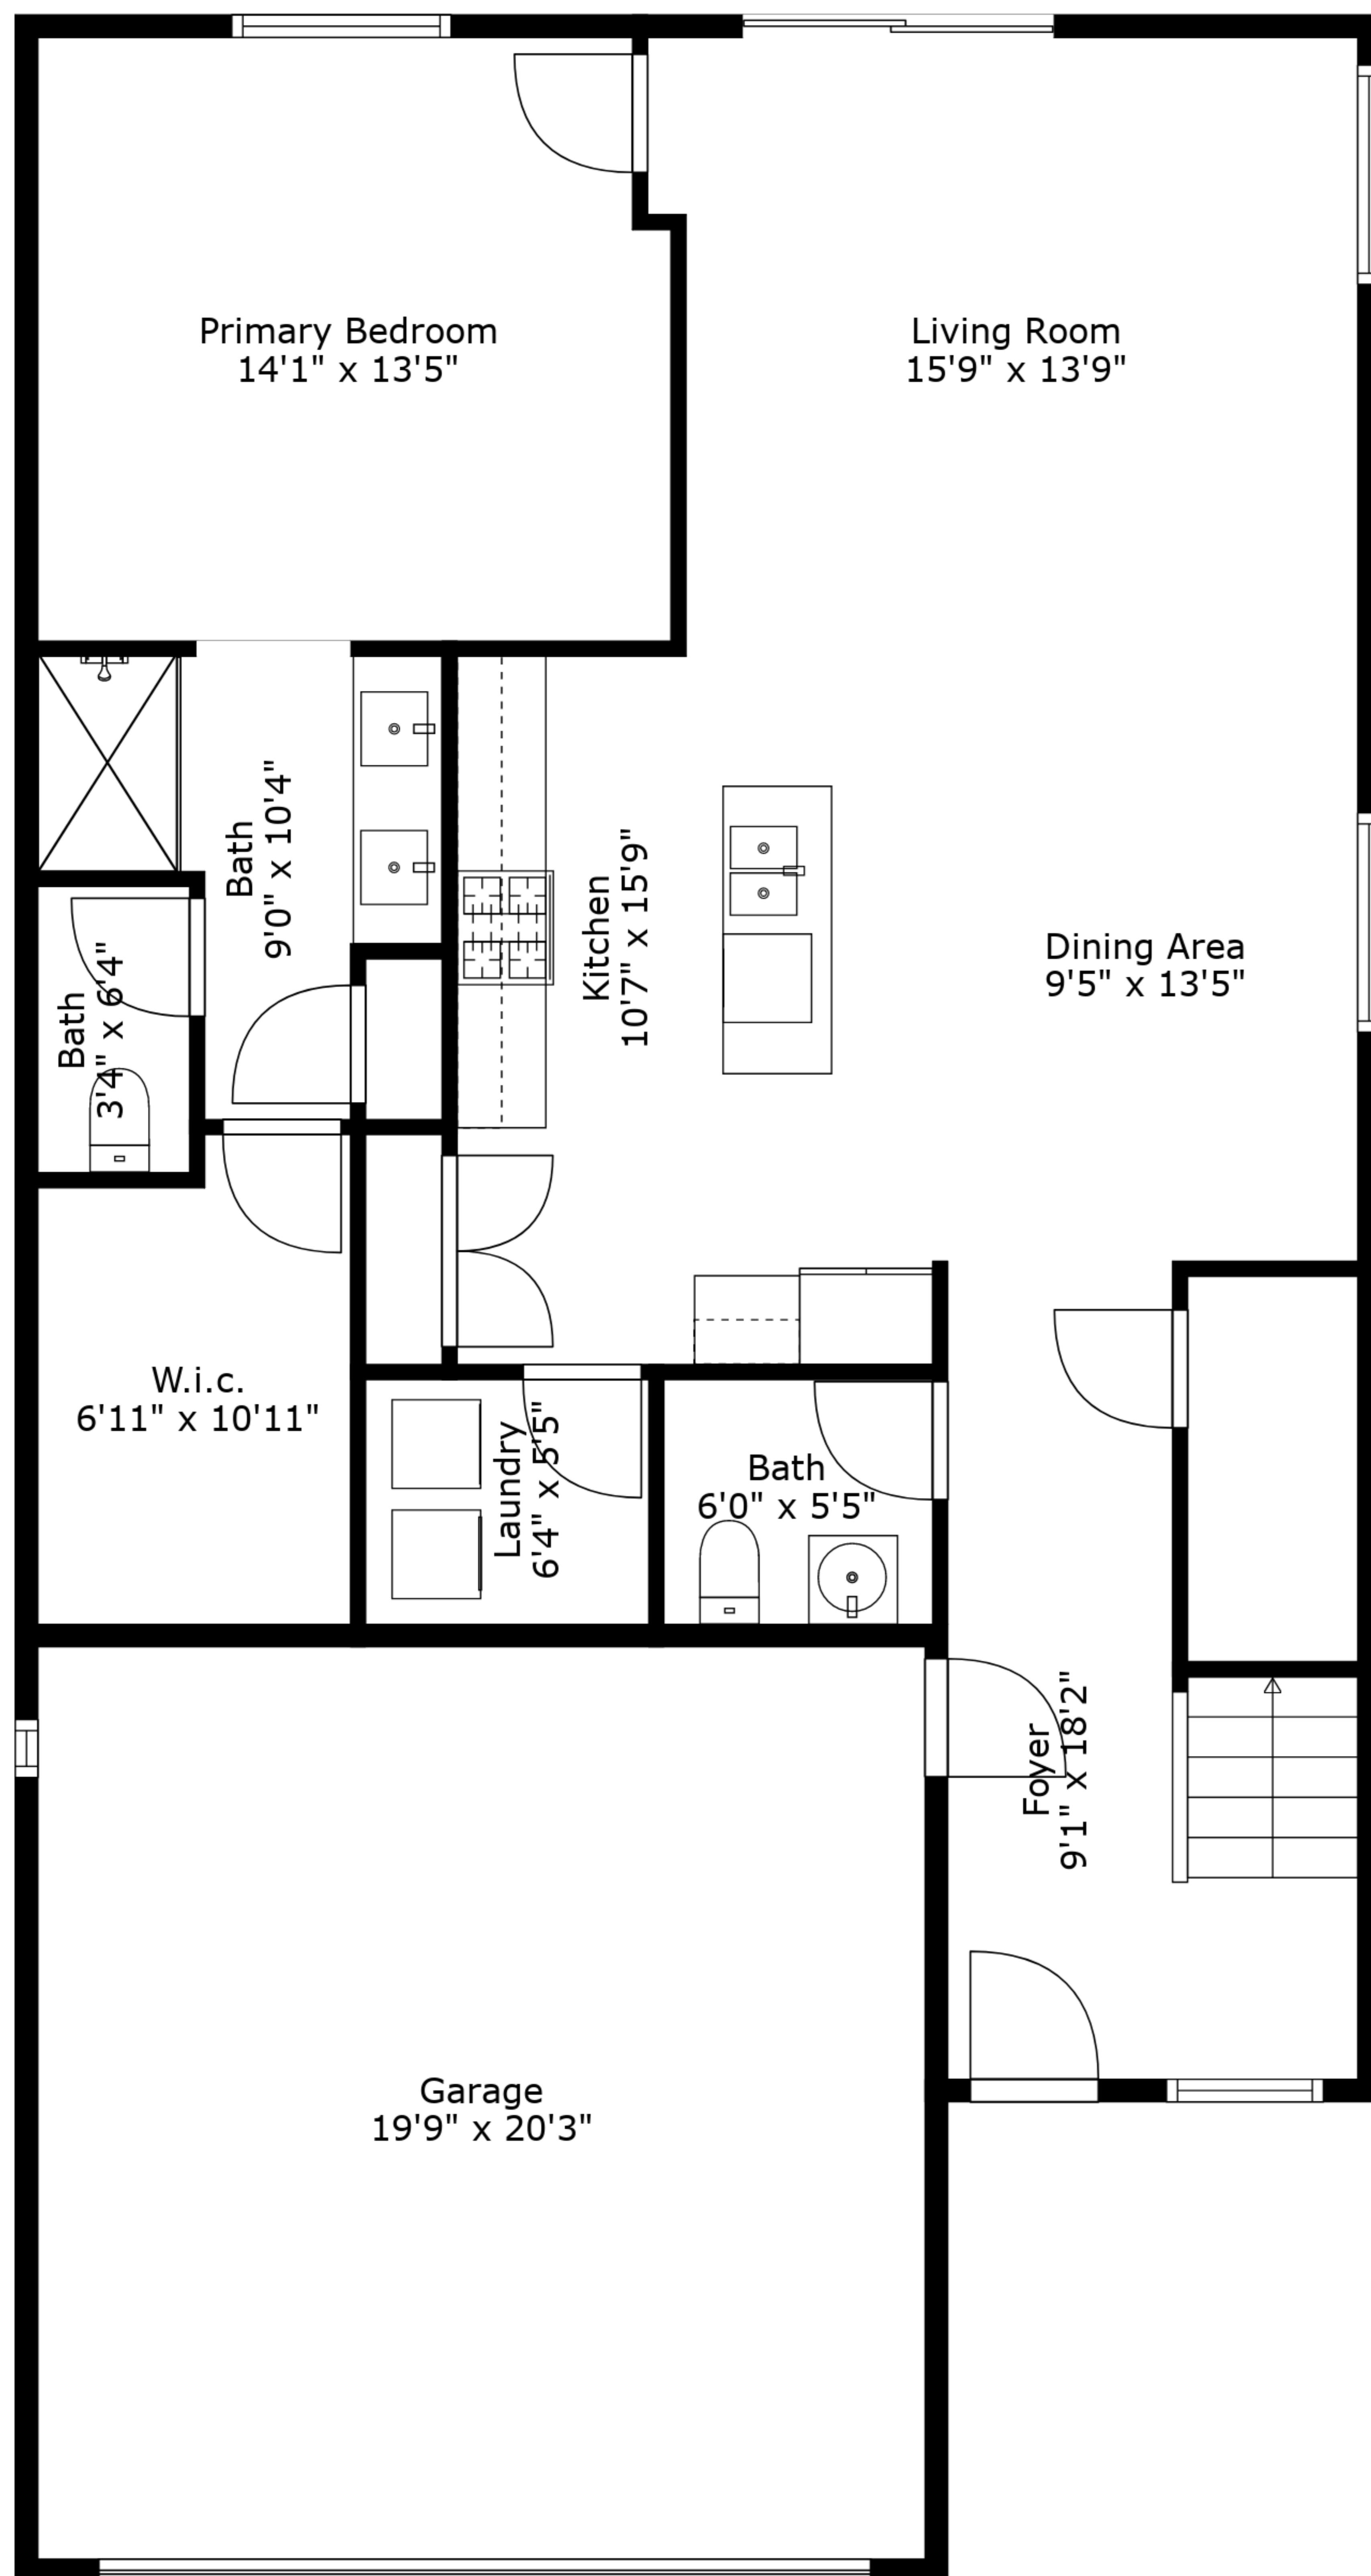 Primary Bedroom
14'1" x 13'5"
Living Room
15'9" x 13'9"
Bath
9'0" x 10'4"
Kitchen
10'7" x 15'9"
Dining Area
9'5" x 13'5"
Bath
3'4" x 6'4"
W.i.c.
6'11" x 10'11"
Laundry
6'4" x 5'5"
Bath
6'0" x 5'5"
Foyer
9'1" x 18'2"
Garage
19'9" x 20'3"